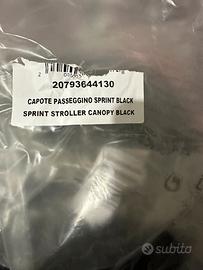 20793644130
CAPOTE PASSEGGINO SPRINT BLACK
SPRINT STROLLER CANOPY BLACK
subito